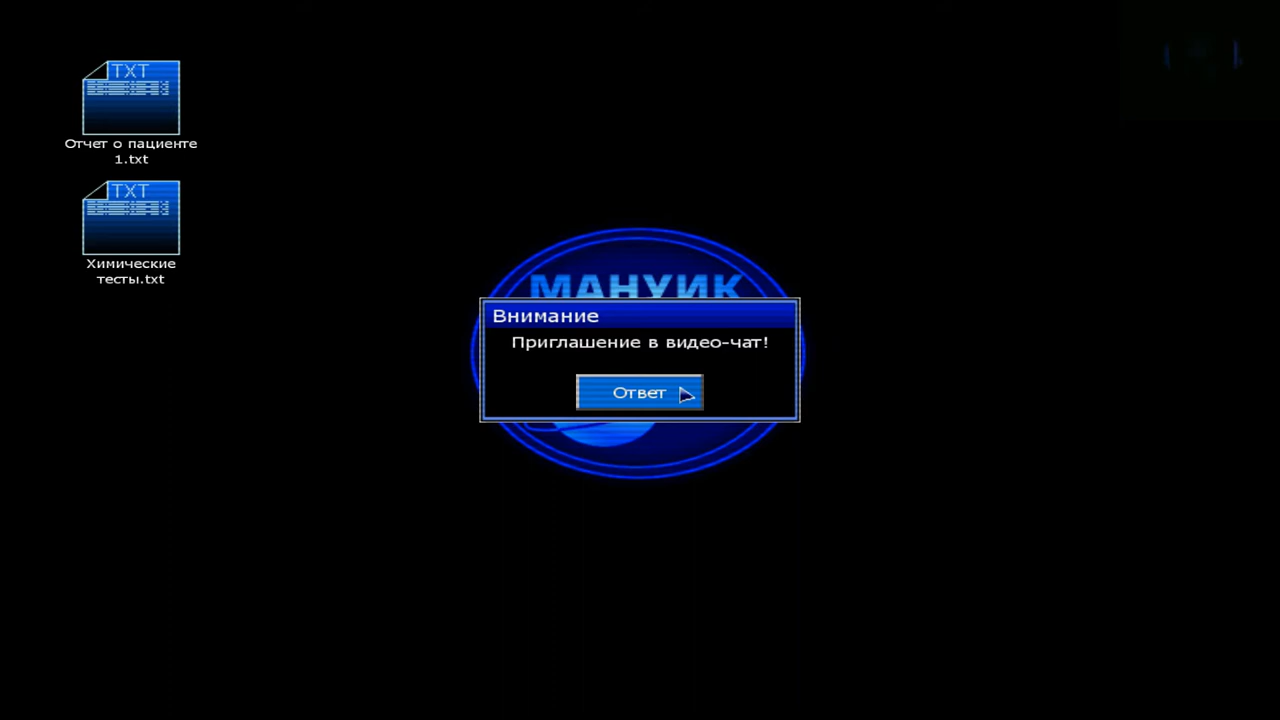 TXT
Отчет о пациенте
1.txt
TXT
Химические
тесты.txt
МАНУИК
Внимание
Приглашение в видео-чат!
Ответ